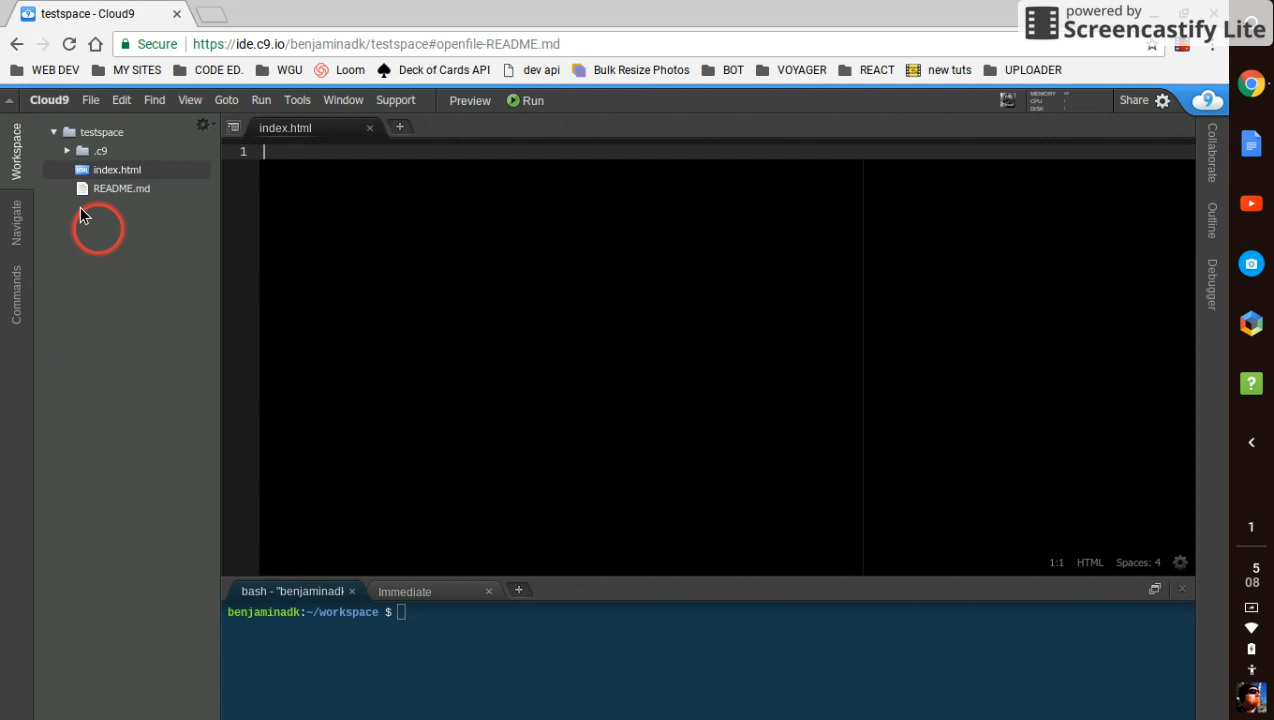 testspace - Cloud9
powered by
Screencastify Lite
Secure https://ide.c9.io/benjaminadk/testspace#openfile-README.md
WEB DEV MY SITES CODE ED. WGU Loom Deck of Cards API dev api Bulk Resize Photos BOT VOYAGER REACT new tuts UPLOADER
Cloud9 File Edit Find View Goto Run Tools Window Support Preview Run MEMORY CPU DISK Share 9
Workspace
Navigate
Commands
testspace
.c9
index.html
README.md
index.html
1
Collaborate
Outline
Debugger
1:1 HTML Spaces: 4
bash - "benjaminadk Immediate
benjaminadk:~/workspace $
1
5
08